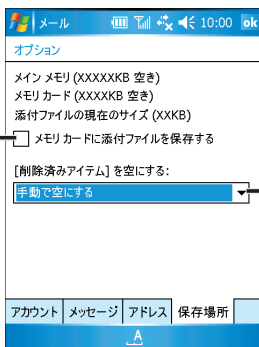 メール 10:00 ok
オプション
メイン メモリ (XXXXXKB 空き)
メモリ カード (XXXXKB 空き)
添付ファイルの現在のサイズ (XXKB)
メモリ カードに添付ファイルを保存する
[削除済みアイテム] を空にする:
手動で空にする
アカウント メッセージ アドレス 保存場所
A